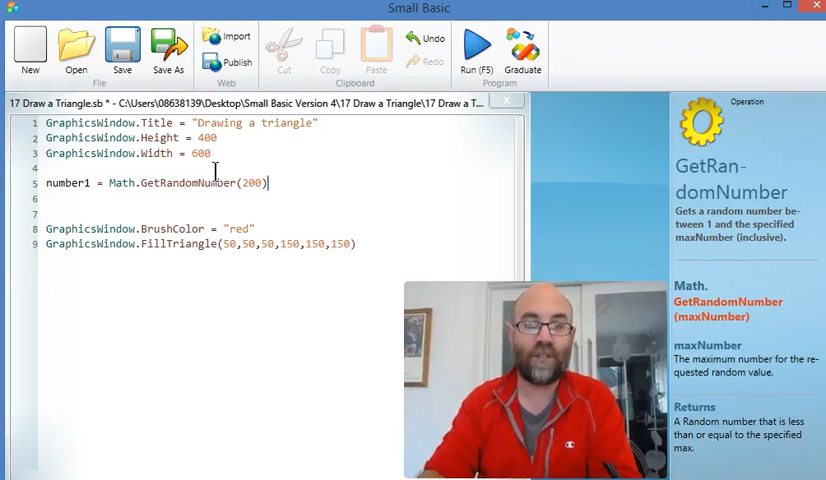 Small Basic
New
Open
Save
Save As
Import
Publish
Cut
Copy
Paste
Undo
Redo
Run (F5)
Graduate
File
Web
Clipboard
Program
17 Draw a Triangle.sb * - C:\Users\08638139\Desktop\Small Basic Version 4\17 Draw a Triangle\17 Draw a T...
1 GraphicsWindow.Title = "Drawing a triangle"
2 GraphicsWindow.Height = 400
3 GraphicsWindow.Width = 600
4
5 number1 = Math.GetRandomNumber(200)
6
7
8 GraphicsWindow.BrushColor = "red"
9 GraphicsWindow.FillTriangle(50,50,50,150,150,150)
Operation
GetRan-
domNumber
Gets a random number be-
tween 1 and the specified
maxNumber (inclusive).
Math.
GetRandomNumber
(maxNumber)
maxNumber
The maximum number for the re-
quested random value.
Returns
A Random number that is less
than or equal to the specified
max.